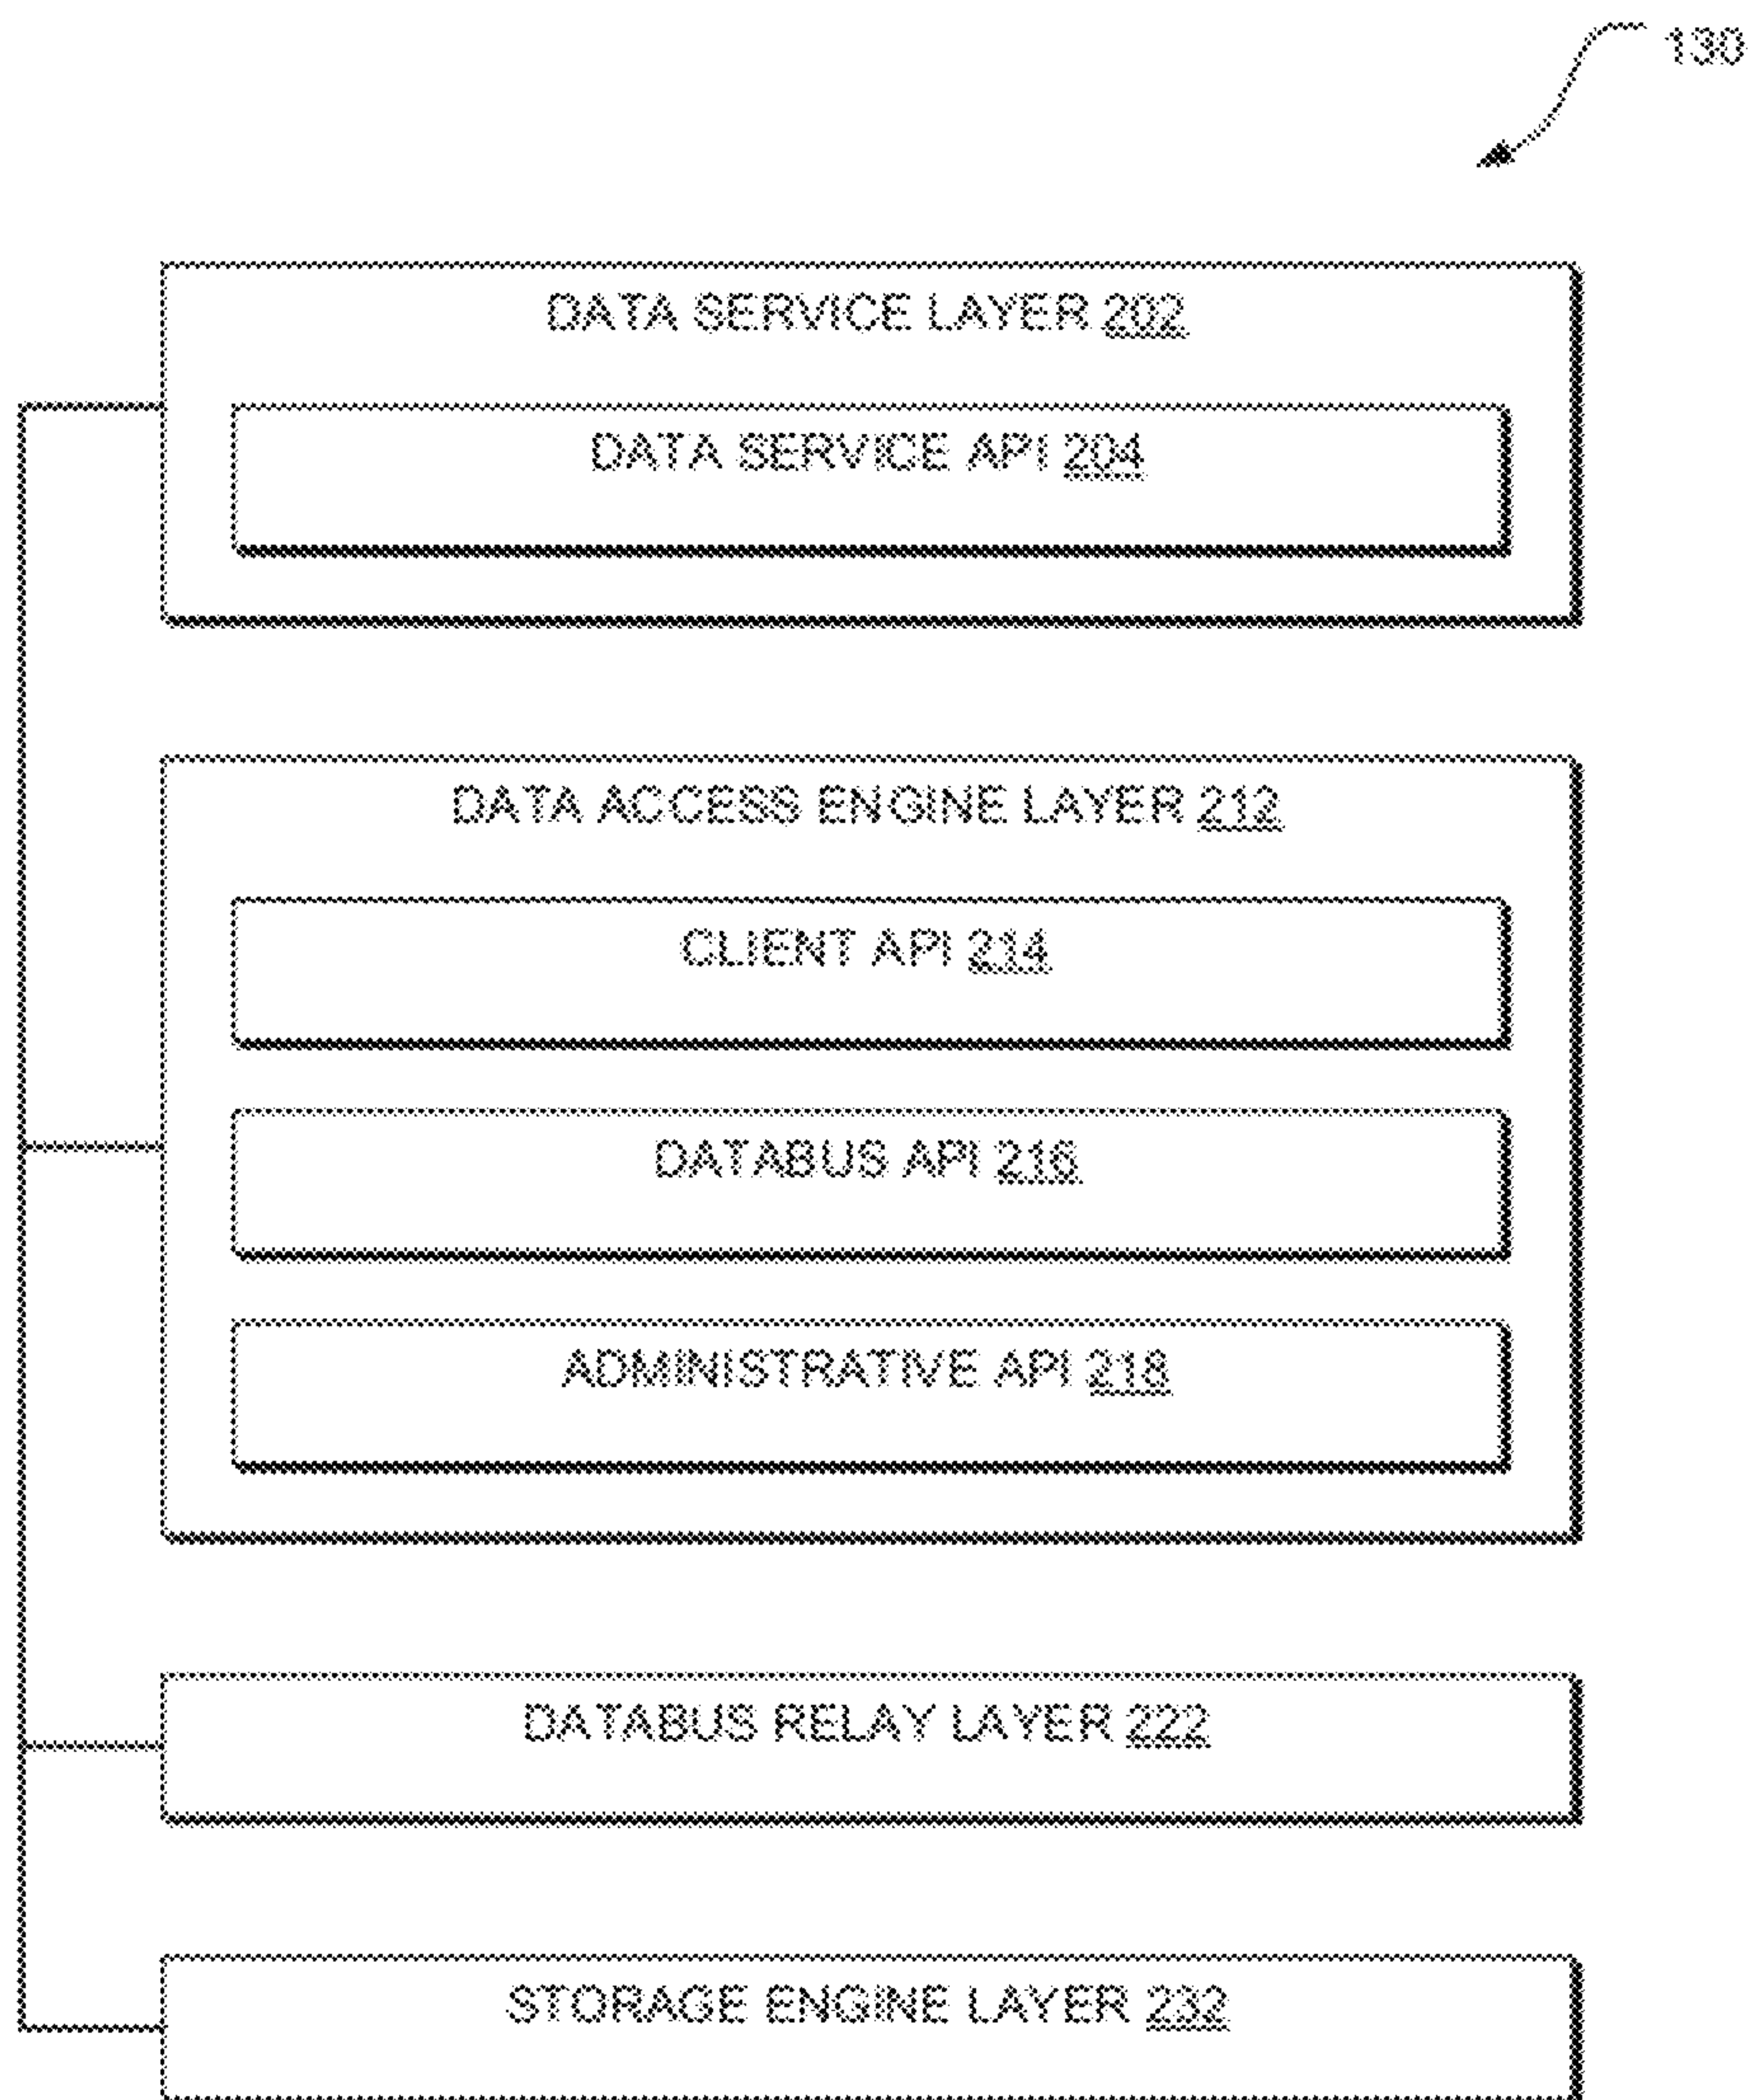 130
DATA SERVICE LAYER 202
DATA SERVICE API 204
DATA ACCESS ENGINE LAYER 212
CLIENT API 214
DATABUS API 216
ADMINISTRATIVE API 218
DATABUS RELAY LAYER 222
STORAGE ENGINE LAYER 232